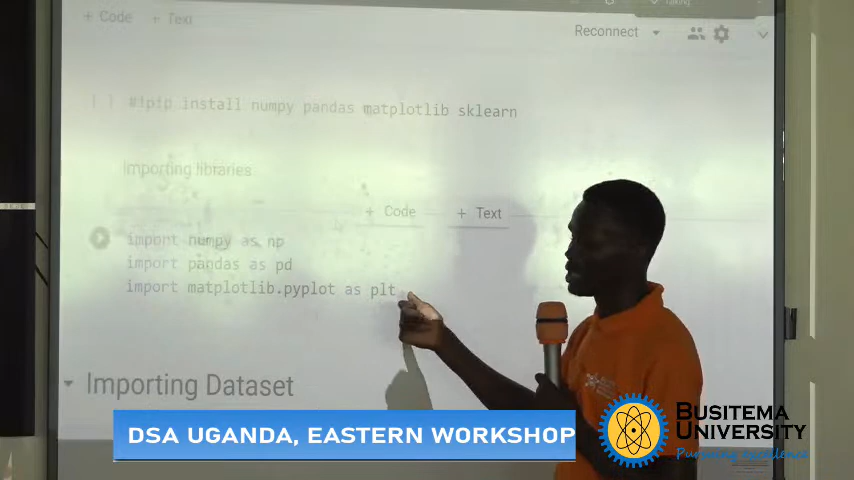 + Code + Text
Reconnect
[ ] #!pip install numpy pandas matplotlib sklearn
Importing libraries
+ Code + Text
import numpy as np
import pandas as pd
import matplotlib.pyplot as plt
Importing Dataset
DSA UGANDA, EASTERN WORKSHOP
BUSITEMA
UNIVERSITY
Pursuing excellence